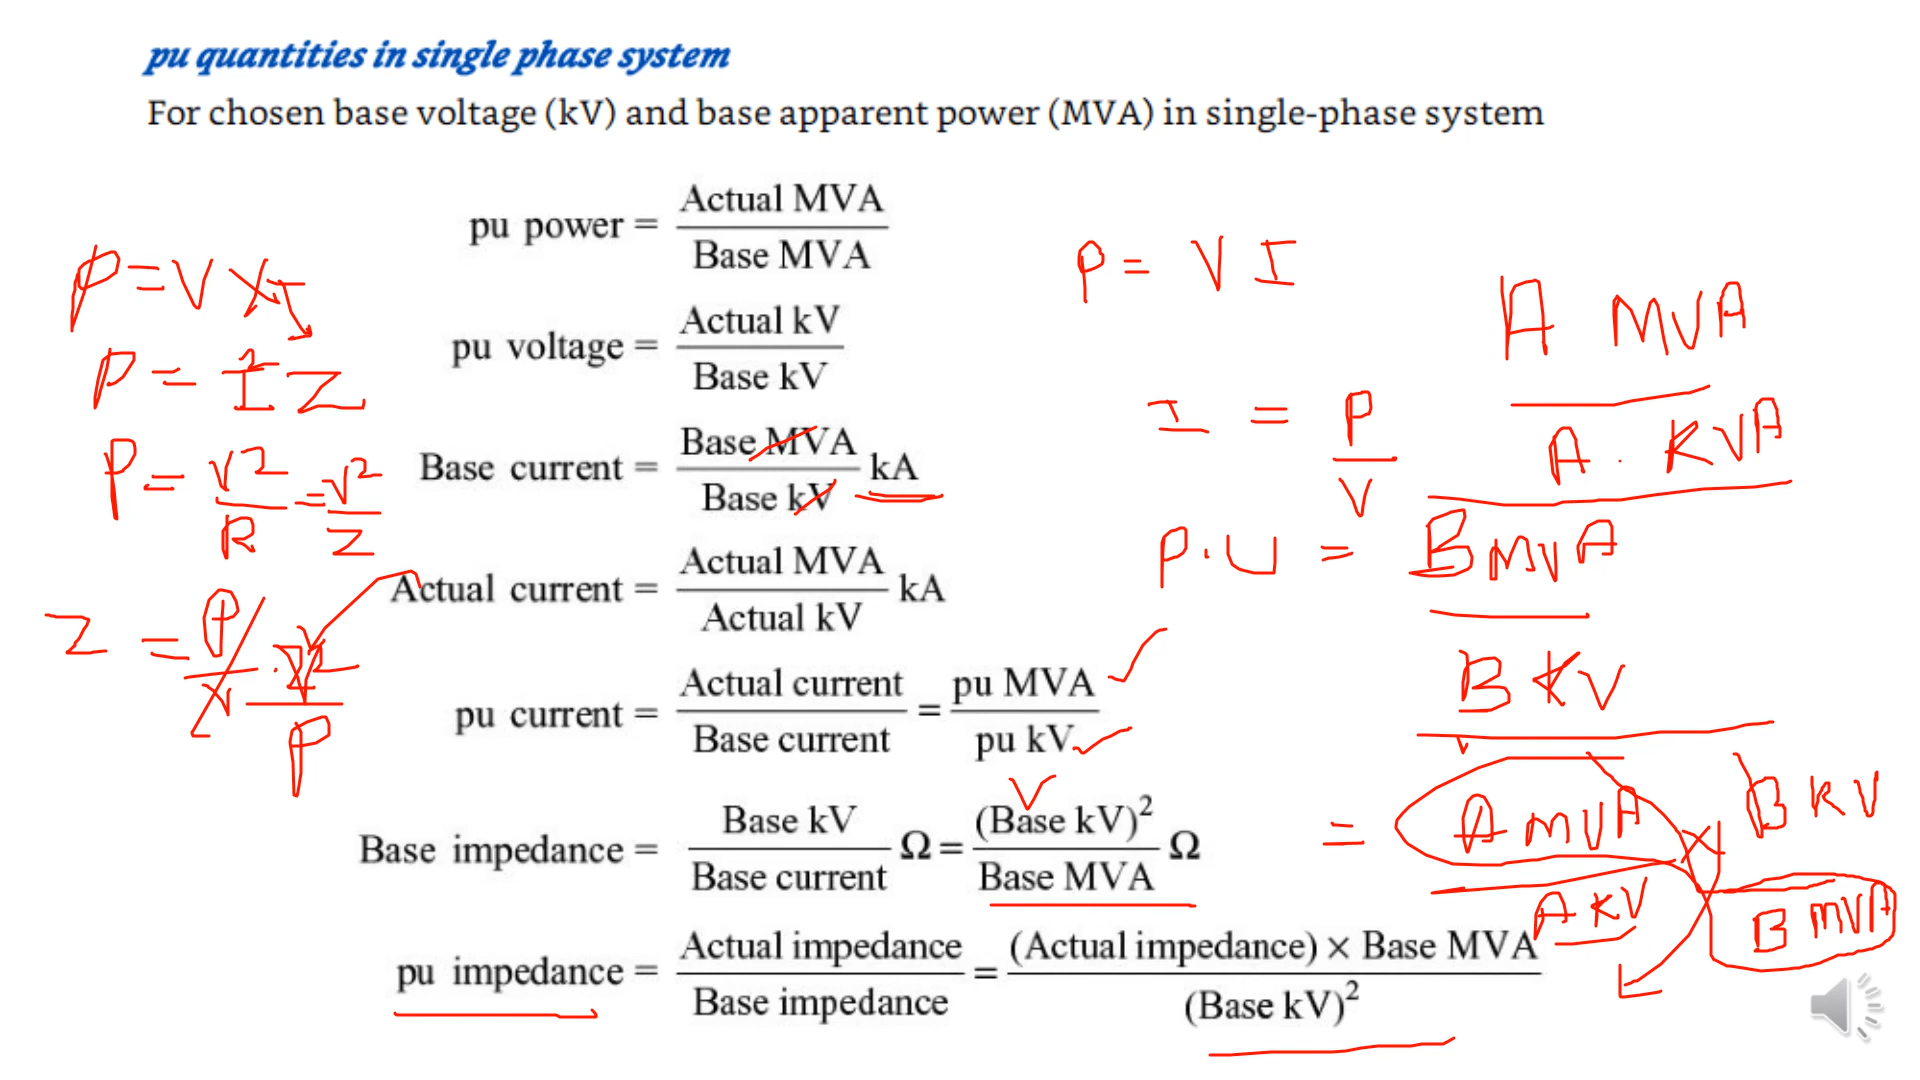 pu quantities in single phase system
For chosen base voltage (kV) and base apparent power (MVA) in single-phase system
pu power = Actual MVA / Base MVA
pu voltage = Actual kV / Base kV
Base current = Base MVA / Base kV kA
Actual current = Actual MVA / Actual kV kA
pu current = Actual current / Base current = pu MVA / pu kV
Base impedance = Base kV / Base current Ω = (Base kV)² / Base MVA Ω
pu impedance = Actual impedance / Base impedance = (Actual impedance) × Base MVA / (Base kV)²
P = V × I
P = I² Z
P = V² / R = V² / Z
Z = P / V² / P
P = V I
I = P / V
A MVA
A . KVA
P.U = B MVA
B KV
= A MVA / A KV × B KV / B MVA